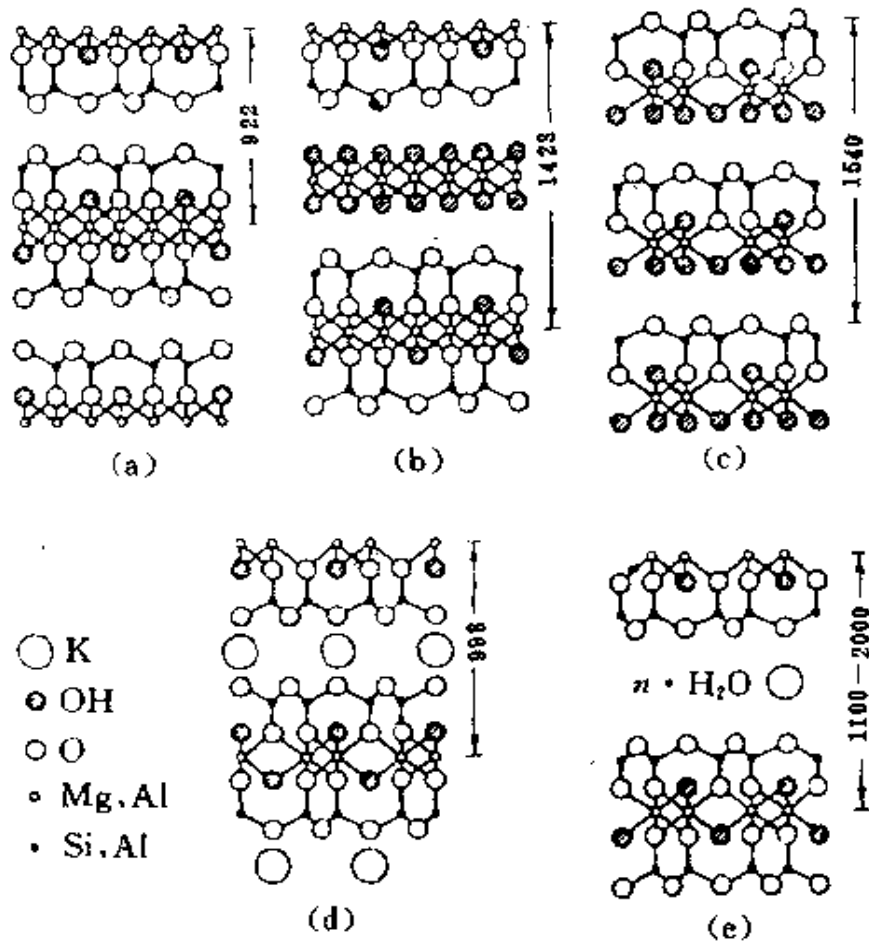 922
1423
1540
(a)
(b)
(c)
998
1100—2000
K
OH
O
Mg,Al
Si,Al
n · H₂O
(d)
(e)